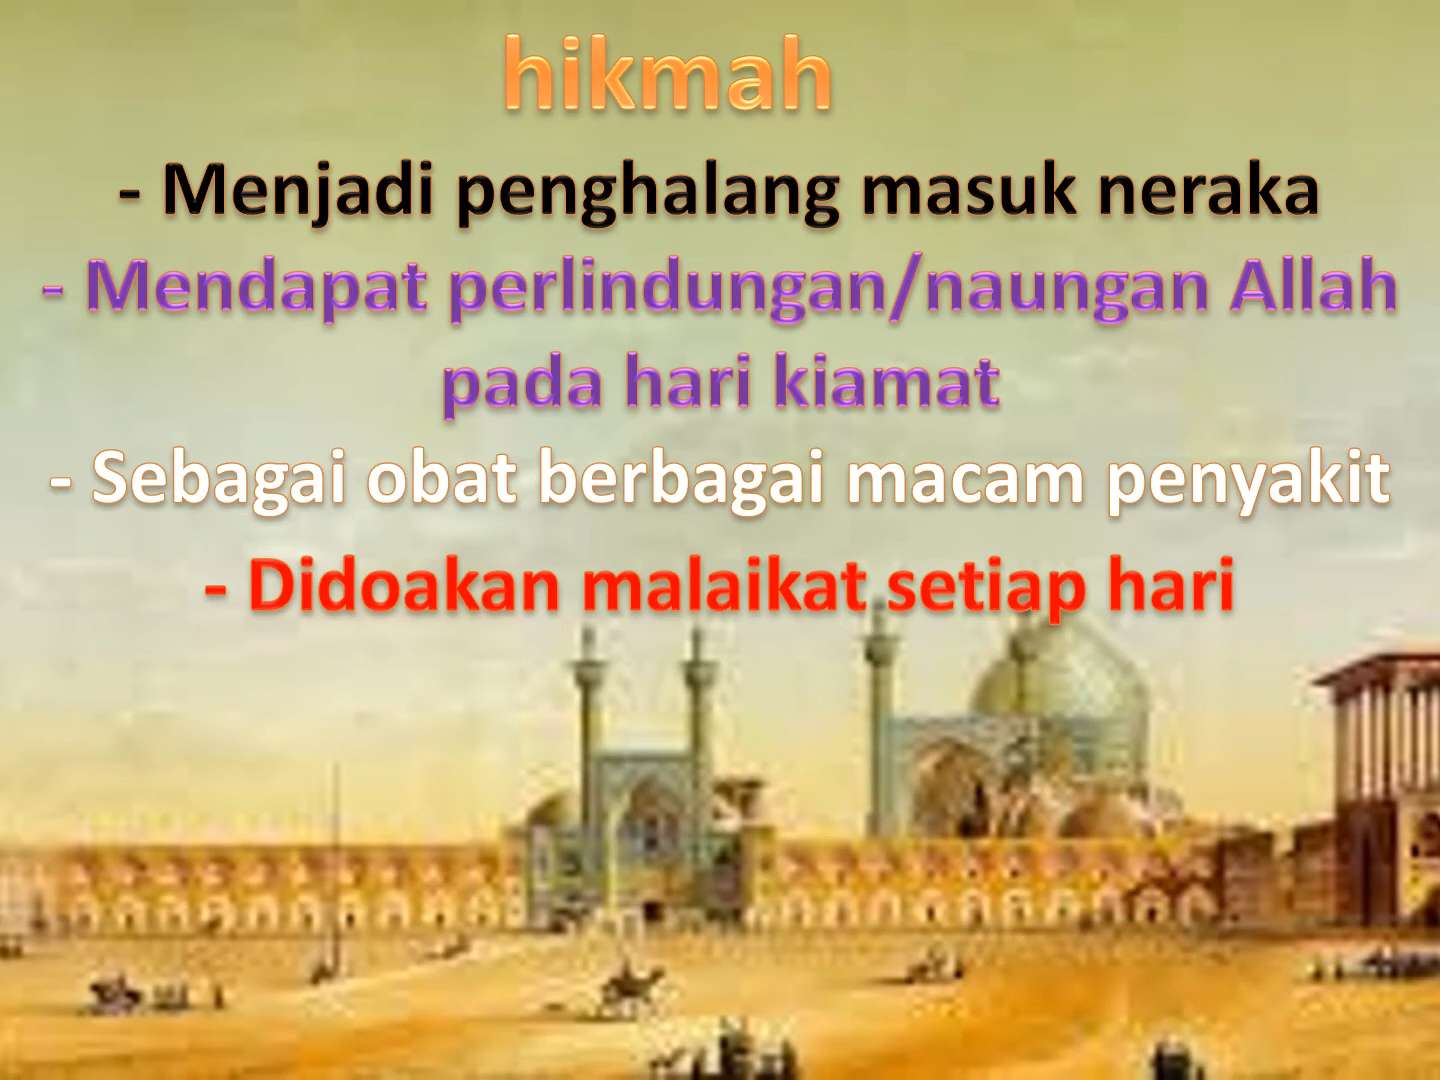 hikmah
- Menjadi penghalang masuk neraka
- Mendapat perlindungan/naungan Allah
pada hari kiamat
- Sebagai obat berbagai macam penyakit
- Didoakan malaikat setiap hari